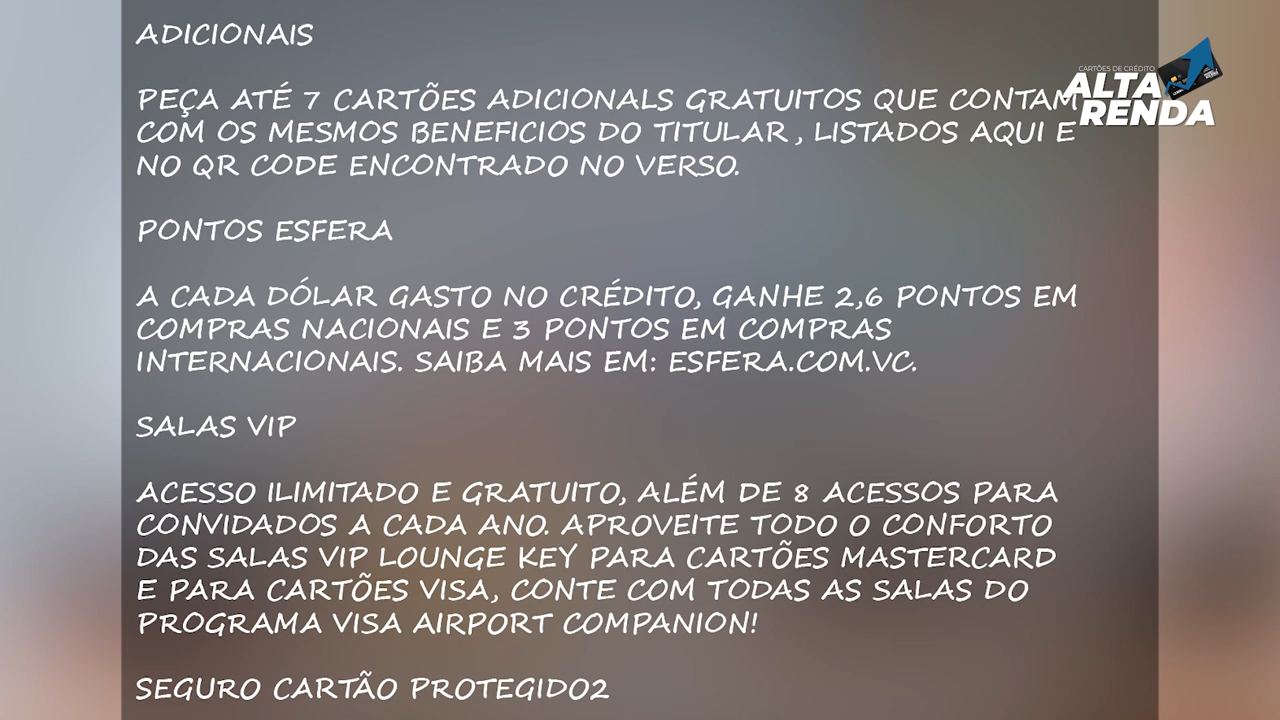 ADICIONAIS
CARTÕES DE CRÉDITO
ALTA
RENDA
PEÇA ATÉ 7 CARTÕES ADICIONALS GRATUITOS QUE CONTAM
COM OS MESMOS BENEFICIOS DO TITULAR, LISTADOS AQUI E
NO QR CODE ENCONTRADO NO VERSO.
PONTOS ESFERA
A CADA DÓLAR GASTO NO CRÉDITO, GANHE 2,6 PONTOS EM
COMPRAS NACIONAIS E 3 PONTOS EM COMPRAS
INTERNACIONAIS. SAIBA MAIS EM: ESFERA.COM.VC.
SALAS VIP
ACESSO ILIMITADO E GRATUITO, ALÉM DE 8 ACESSOS PARA
CONVIDADOS A CADA ANO. APROVEITE TODO O CONFORTO
DAS SALAS VIP LOUNGE KEY PARA CARTÕES MASTERCARD
E PARA CARTÕES VISA, CONTE COM TODAS AS SALAS DO
PROGRAMA VISA AIRPORT COMPANION!
SEGURO CARTÃO PROTEGIDO2